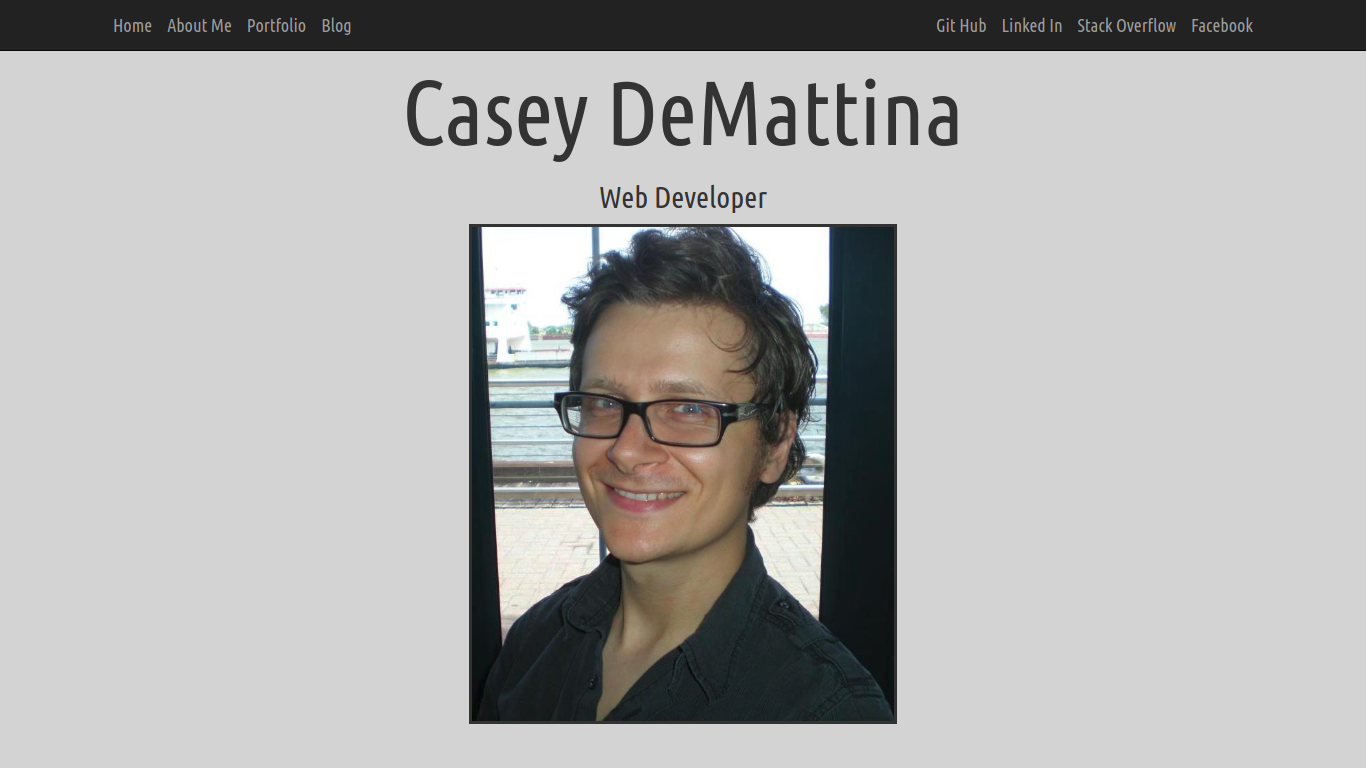 Home About Me Portfolio Blog Git Hub Linked In Stack Overflow Facebook
Casey DeMattina
Web Developer